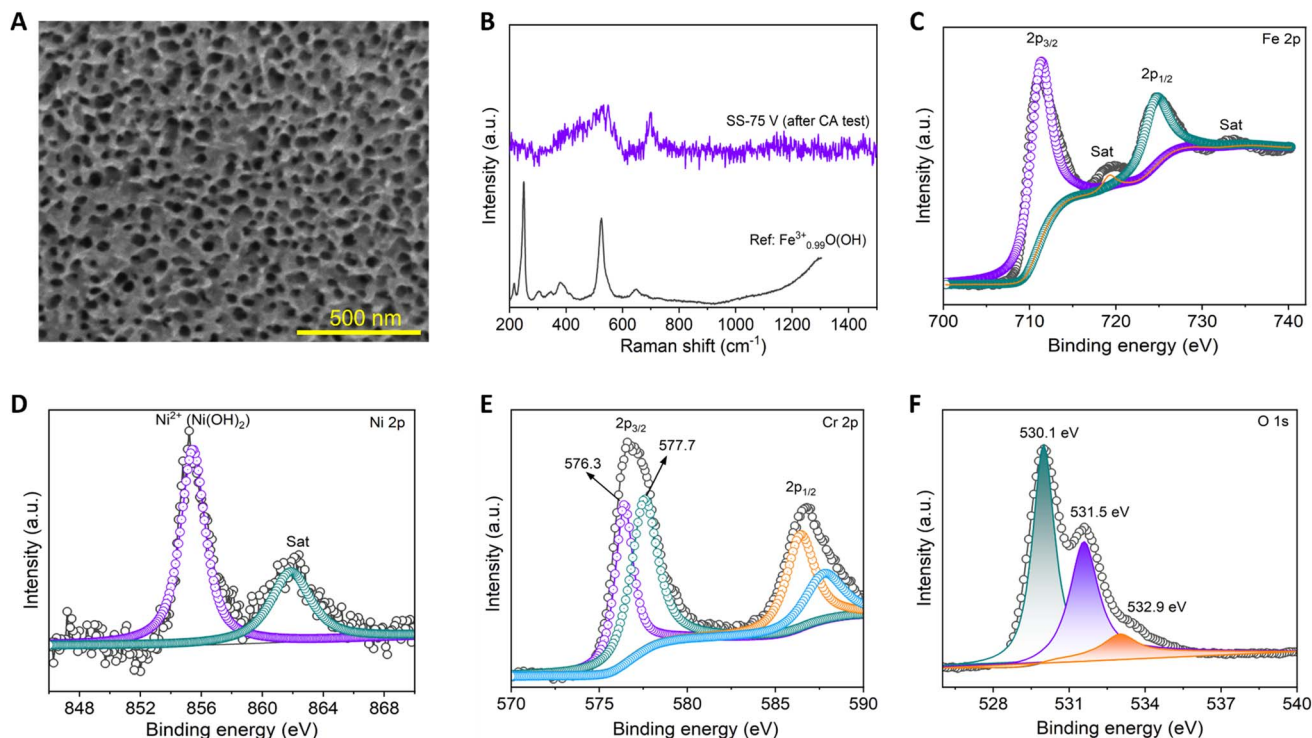 A
500 nm
B
SS-75 V (after CA test)
Ref: Fe³⁺₀.₉₉O(OH)
Intensity (a.u.)
200 400 600 800 1000 1200 1400
Raman shift (cm⁻¹)
C
Fe 2p
2p₃/₂
2p₁/₂
Sat
Sat
Intensity (a.u.)
700 710 720 730 740
Binding energy (eV)
D
Ni 2p
Ni²⁺ (Ni(OH)₂)
Sat
Intensity (a.u.)
848 852 856 860 864 868
Binding energy (eV)
E
Cr 2p
2p₃/₂
576.3
577.7
2p₁/₂
Intensity (a.u.)
570 575 580 585 590
Binding energy (eV)
F
O 1s
530.1 eV
531.5 eV
532.9 eV
Intensity (a.u.)
528 531 534 537 540
Binding energy (eV)